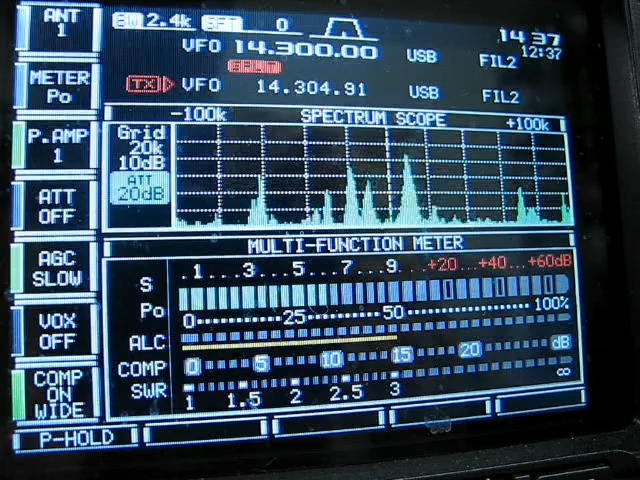 ANT
1
BW 2.4k SFT 0
14 37
12:37
VFO 14.300.00 USB FIL2
SPLIT
TX VFO 14.304.91 USB FIL2
METER
Po
P.AMP
1
ATT
OFF
AGC
SLOW
VOX
OFF
COMP
ON
WIDE
-100k SPECTRUM SCOPE +100k
Grid
20k
10dB
ATT
20dB
MULTI-FUNCTION METER
S .1...3...5...7...9...+20...+40...+60dB
Po 0 25 50 100%
ALC
COMP 0 5 10 15 20 dB
SWR 1 1.5 2 2.5 3 ∞
P-HOLD